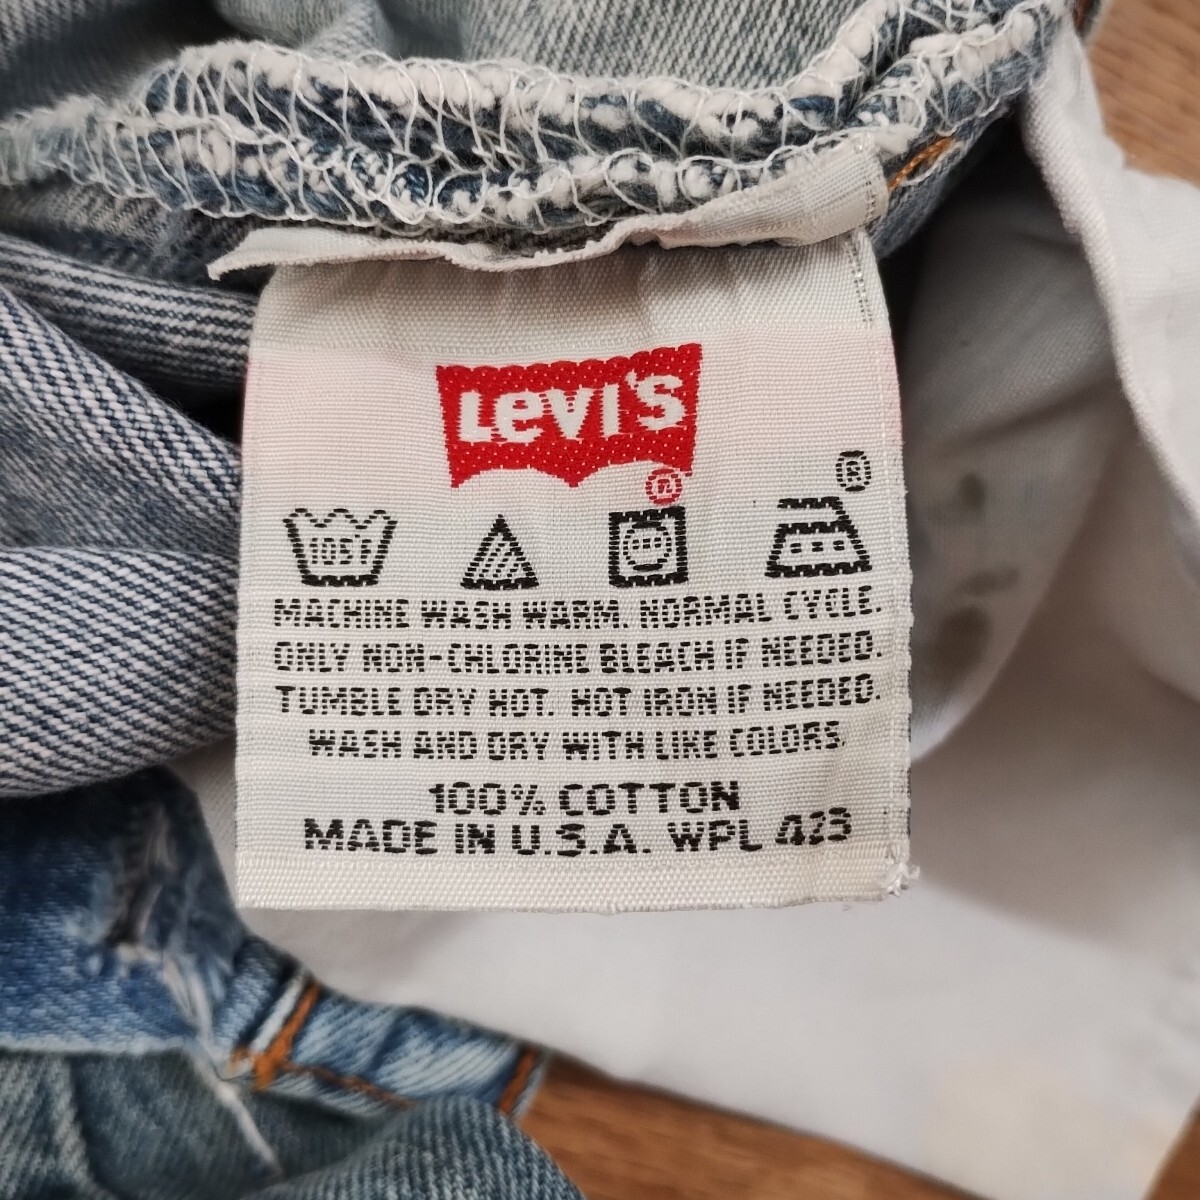 Levi's
®
®
105°F
MACHINE WASH WARM. NORMAL CYCLE.
ONLY NON-CHLORINE BLEACH IF NEEDED.
TUMBLE DRY HOT. HOT IRON IF NEEDED.
WASH AND DRY WITH LIKE COLORS.
100% COTTON
MADE IN U.S.A. WPL 423